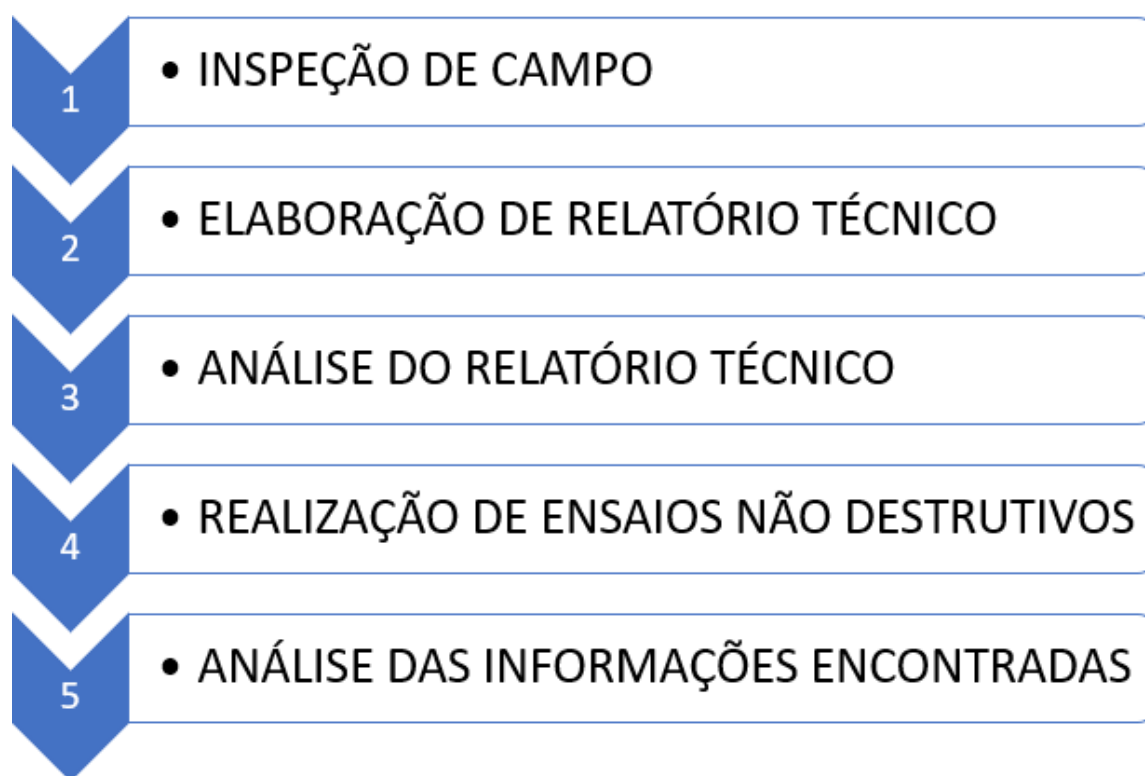 1
• INSPEÇÃO DE CAMPO
2
• ELABORAÇÃO DE RELATÓRIO TÉCNICO
3
• ANÁLISE DO RELATÓRIO TÉCNICO
4
• REALIZAÇÃO DE ENSAIOS NÃO DESTRUTIVOS
5
• ANÁLISE DAS INFORMAÇÕES ENCONTRADAS